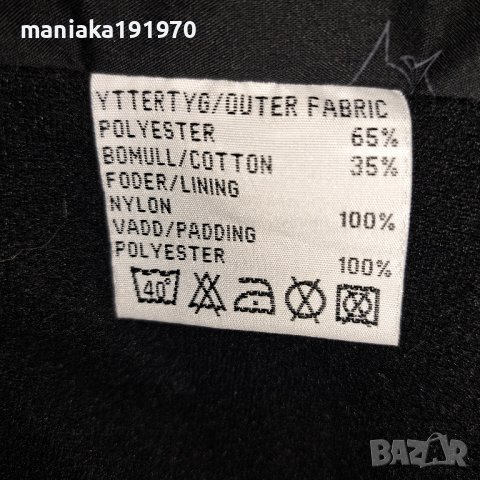 maniaka191970
YTTERTYG/OUTER FABRIC
POLYESTER 65%
BOMULL/COTTON 35%
FODER/LINING
NYLON 100%
VADD/PADDING
POLYESTER 100%
40°
BAZAR